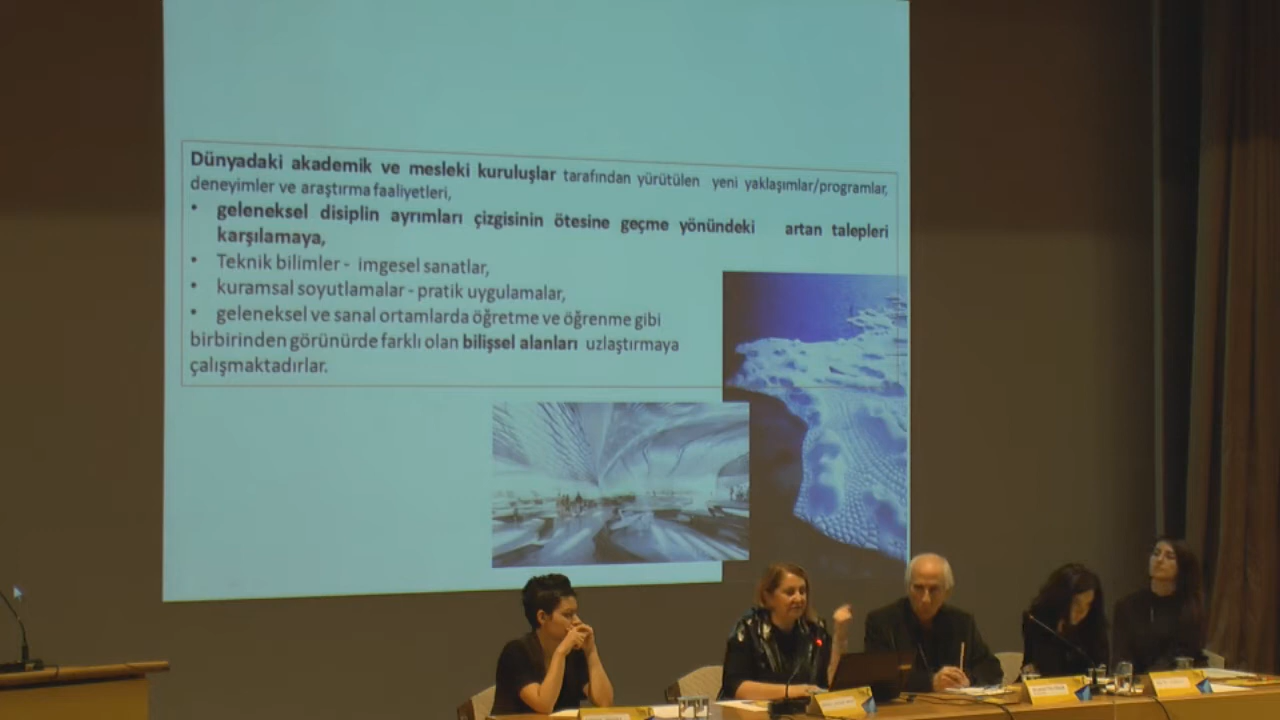 Dünyadaki akademik ve mesleki kuruluşlar tarafından yürütülen yeni yaklaşımlar/programlar,
deneyimler ve araştırma faaliyetleri,
• geleneksel disiplin ayrımları çizgisinin ötesine geçme yönündeki artan talepleri
karşılamaya,
• Teknik bilimler - imgesel sanatlar,
• kuramsal soyutlamalar - pratik uygulamalar,
• geleneksel ve sanal ortamlarda öğretme ve öğrenme gibi
birbirinden görünürde farklı olan bilişsel alanları uzlaştırmaya
çalışmaktadırlar.